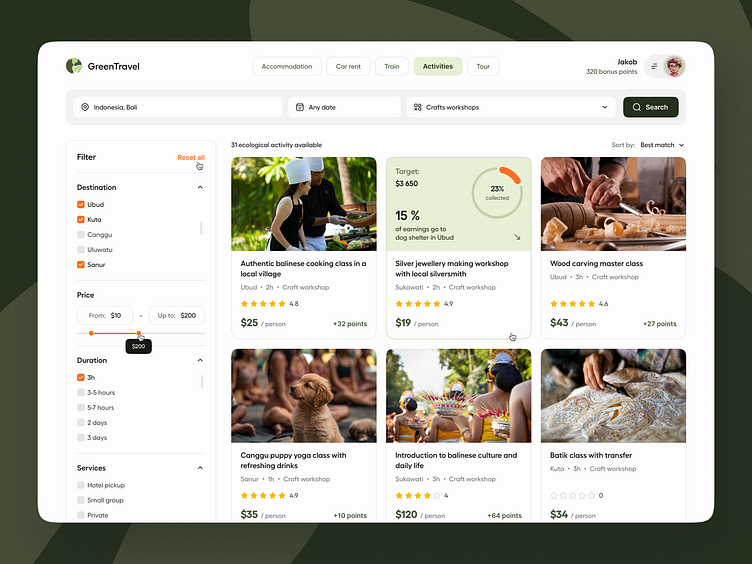 GreenTravel
Accommodation
Car rent
Train
Activities
Tour
Jakob
320 bonus points
Indonesia, Bali
Any date
Crafts workshops
Search
Filter
Reset all
Destination
Ubud
Kuta
Canggu
Uluwatu
Sanur
Price
From: $10
–
Up to: $200
$200
Duration
3h
3-5 hours
5-7 hours
2 days
3 days
Services
Hotel pickup
Small group
Private
31 ecological activity available
Sort by: Best match
Authentic balinese cooking class in a
local village
Ubud • 2h • Craft workshop
4.8
$25 / person
+32 points
Target:
$3 650
23%
collected
15 %
of earnings go to
dog shelter in Ubud
Silver jewellery making workshop
with local silversmith
Sukawati • 2h • Craft workshop
4.9
$19 / person
Wood carving master class
Ubud • 3h • Craft workshop
4.6
$43 / person
+27 points
Canggu puppy yoga class with
refreshing drinks
Sanur • 1h • Craft workshop
4.9
$35 / person
+10 points
Introduction to balinese culture and
daily life
Sukawati • 3h • Craft workshop
4
$120 / person
+64 points
Batik class with transfer
Kuta • 3h • Craft workshop
0
$34 / person